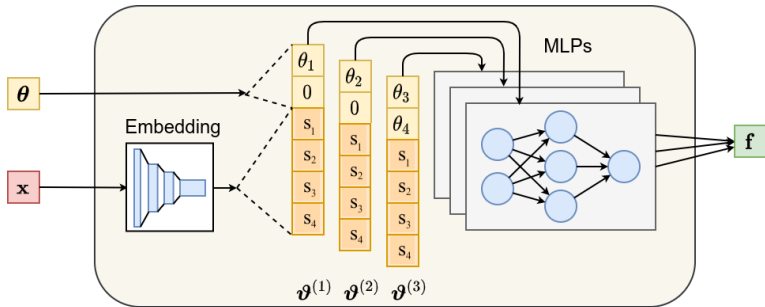 MLPs
θ₁
0
s₁
s₂
s₃
s₄
θ₂
0
s₁
s₂
s₃
s₄
θ₃
θ₄
s₁
s₂
s₃
s₄
θ
Embedding
x
f
ϑ⁽¹⁾ ϑ⁽²⁾ ϑ⁽³⁾